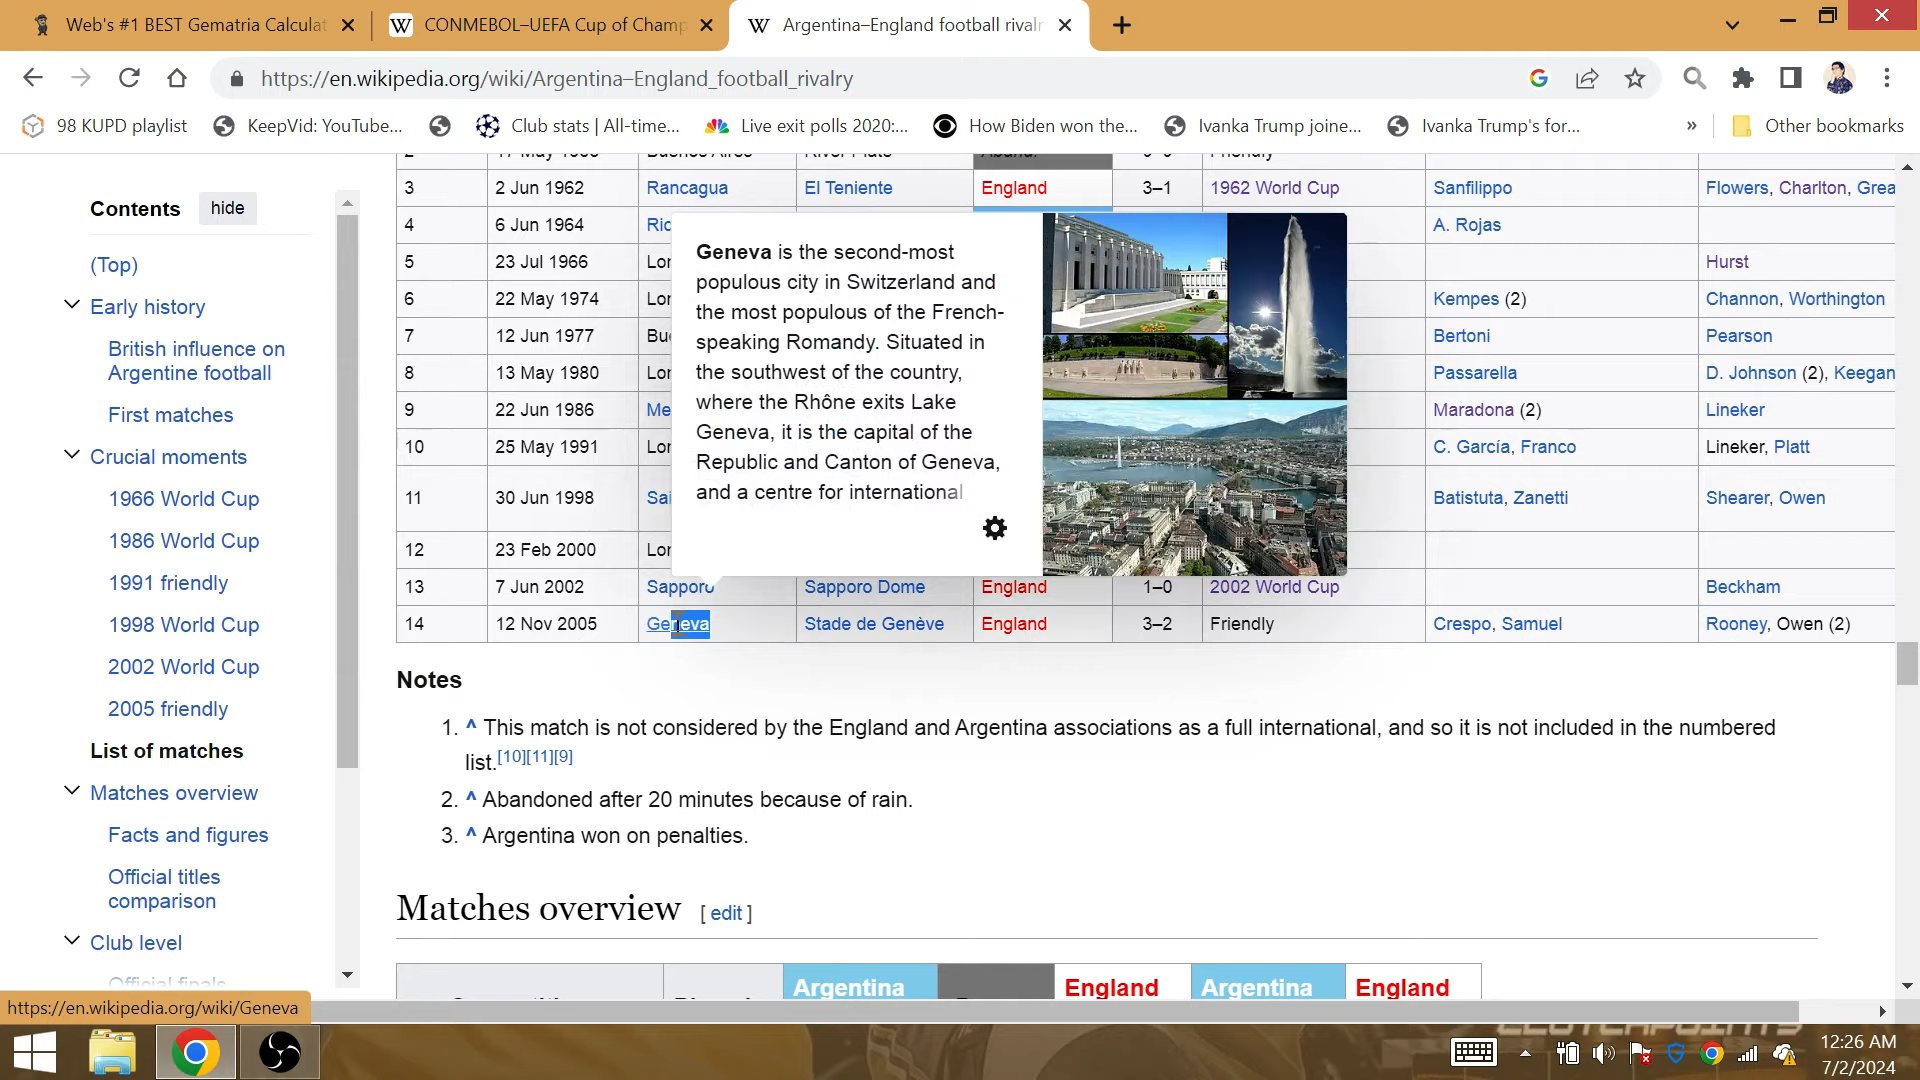 Web's #1 BEST Gematria Calculat
CONMEBOL–UEFA Cup of Champ
Argentina–England football rivalr
https://en.wikipedia.org/wiki/Argentina–England_football_rivalry
98 KUPD playlist
KeepVid: YouTube...
Club stats | All-time...
Live exit polls 2020:...
How Biden won the...
Ivanka Trump joine...
Ivanka Trump's for...
»
Other bookmarks
Contents hide
(Top)
Early history
British influence on
Argentine football
First matches
Crucial moments
1966 World Cup
1986 World Cup
1991 friendly
1998 World Cup
2002 World Cup
2005 friendly
List of matches
Matches overview
Facts and figures
Official titles
comparison
Club level
Official finals
3 2 Jun 1962 Rancagua El Teniente England 3–1 1962 World Cup Sanfilippo Flowers, Charlton, Grea
4 6 Jun 1964 Rio A. Rojas
5 23 Jul 1966 Lon Hurst
6 22 May 1974 Lon Kempes (2) Channon, Worthington
7 12 Jun 1977 Bue Bertoni Pearson
8 13 May 1980 Lon Passarella D. Johnson (2), Keegan
9 22 Jun 1986 Me Maradona (2) Lineker
10 25 May 1991 Lon C. García, Franco Lineker, Platt
11 30 Jun 1998 Sai Batistuta, Zanetti Shearer, Owen
12 23 Feb 2000 Lon
13 7 Jun 2002 Sapporo Sapporo Dome England 1–0 2002 World Cup Beckham
14 12 Nov 2005 Geneva Stade de Genève England 3–2 Friendly Crespo, Samuel Rooney, Owen (2)
Geneva is the second-most
populous city in Switzerland and
the most populous of the French-
speaking Romandy. Situated in
the southwest of the country,
where the Rhône exits Lake
Geneva, it is the capital of the
Republic and Canton of Geneva,
and a centre for international
Notes
1. ^ This match is not considered by the England and Argentina associations as a full international, and so it is not included in the numbered
list.[10][11][9]
2. ^ Abandoned after 20 minutes because of rain.
3. ^ Argentina won on penalties.
Matches overview [ edit ]
Argentina England Argentina England
https://en.wikipedia.org/wiki/Geneva
12:26 AM
7/2/2024